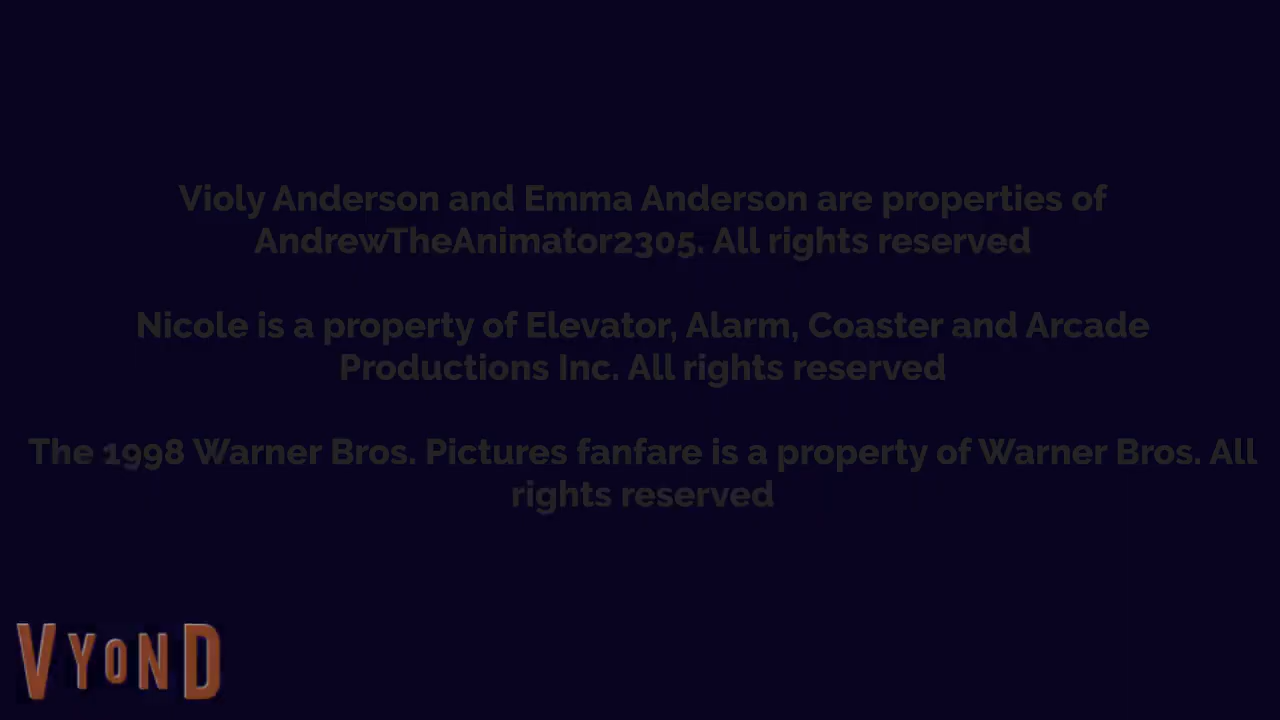 Violy Anderson and Emma Anderson are properties of
AndrewTheAnimator2305. All rights reserved
Nicole is a property of Elevator, Alarm, Coaster and Arcade
Productions Inc. All rights reserved
The 1998 Warner Bros. Pictures fanfare is a property of Warner Bros. All
rights reserved
VYOND